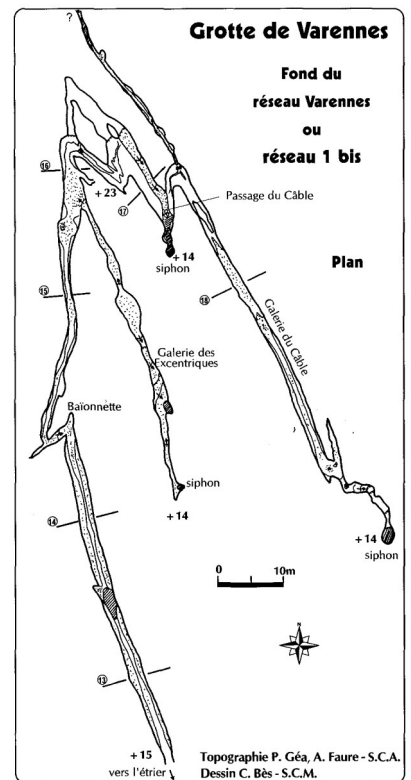 ?
Grotte de Varennes
Fond du
réseau Varennes
ou
réseau 1 bis
16
+ 23
17
Passage du Câble
+ 14
siphon
Plan
15
18
Galerie du Câble
Galerie des
Excentriques
Baïonnette
siphon
+ 14
14
+ 14
siphon
0 10m
N
13
+ 15
vers l'étrier
Topographie P. Géa, A. Faure - S.C.A.
Dessin C. Bès - S.C.M.